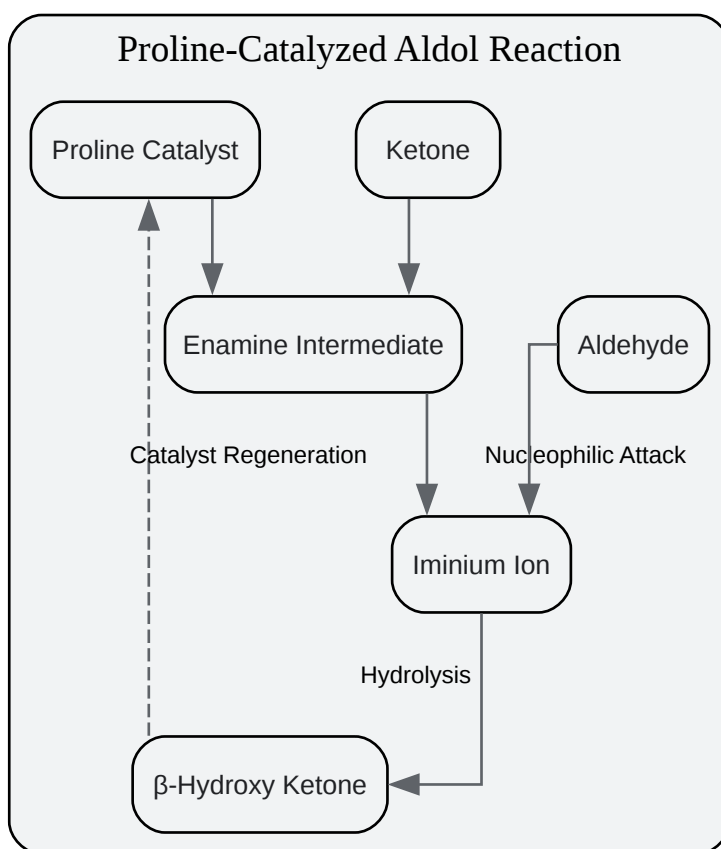 Proline-Catalyzed Aldol Reaction
Proline Catalyst
Ketone
Enamine Intermediate
Aldehyde
Catalyst Regeneration
Nucleophilic Attack
Iminium Ion
Hydrolysis
β-Hydroxy Ketone